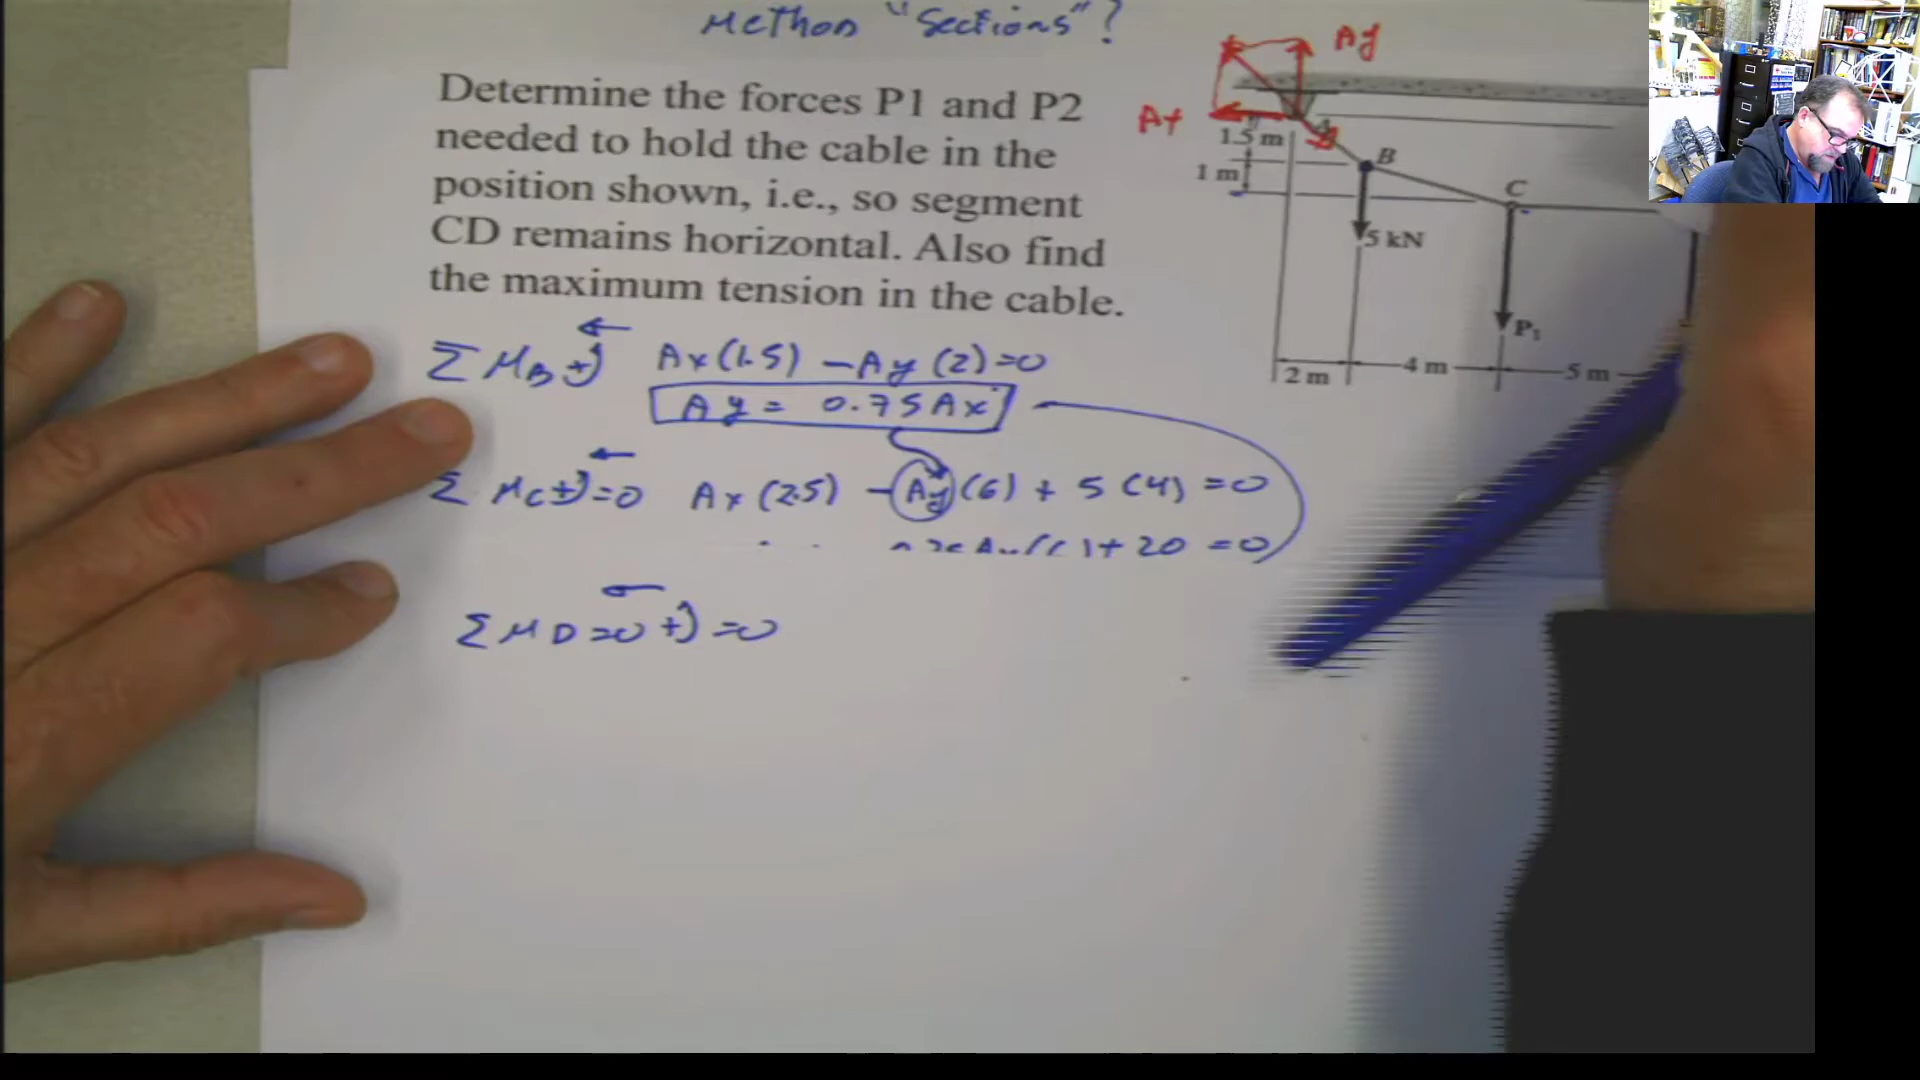 Method "Sections"?
Determine the forces P1 and P2
needed to hold the cable in the
position shown, i.e., so segment
CD remains horizontal. Also find
the maximum tension in the cable.
Ay
Ax
1.5 m
1 m
B
C
5 kN
P₁
2 m
4 m
5 m
ΣMB+ Ax(1.5) -Ay(2)=0
Ay = 0.75Ax
ΣMC+=0 Ax(2.5) -Ay(6) + 5(4) =0
+20 =0
ΣMD=0+)=0